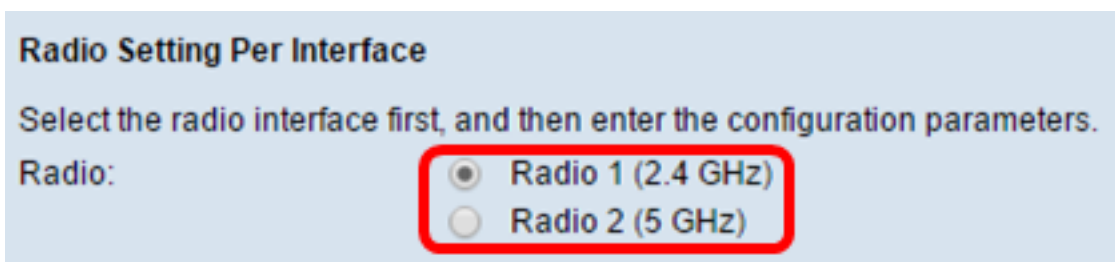 Radio Setting Per Interface
Select the radio interface first, and then enter the configuration parameters.
Radio:
Radio 1 (2.4 GHz)
Radio 2 (5 GHz)